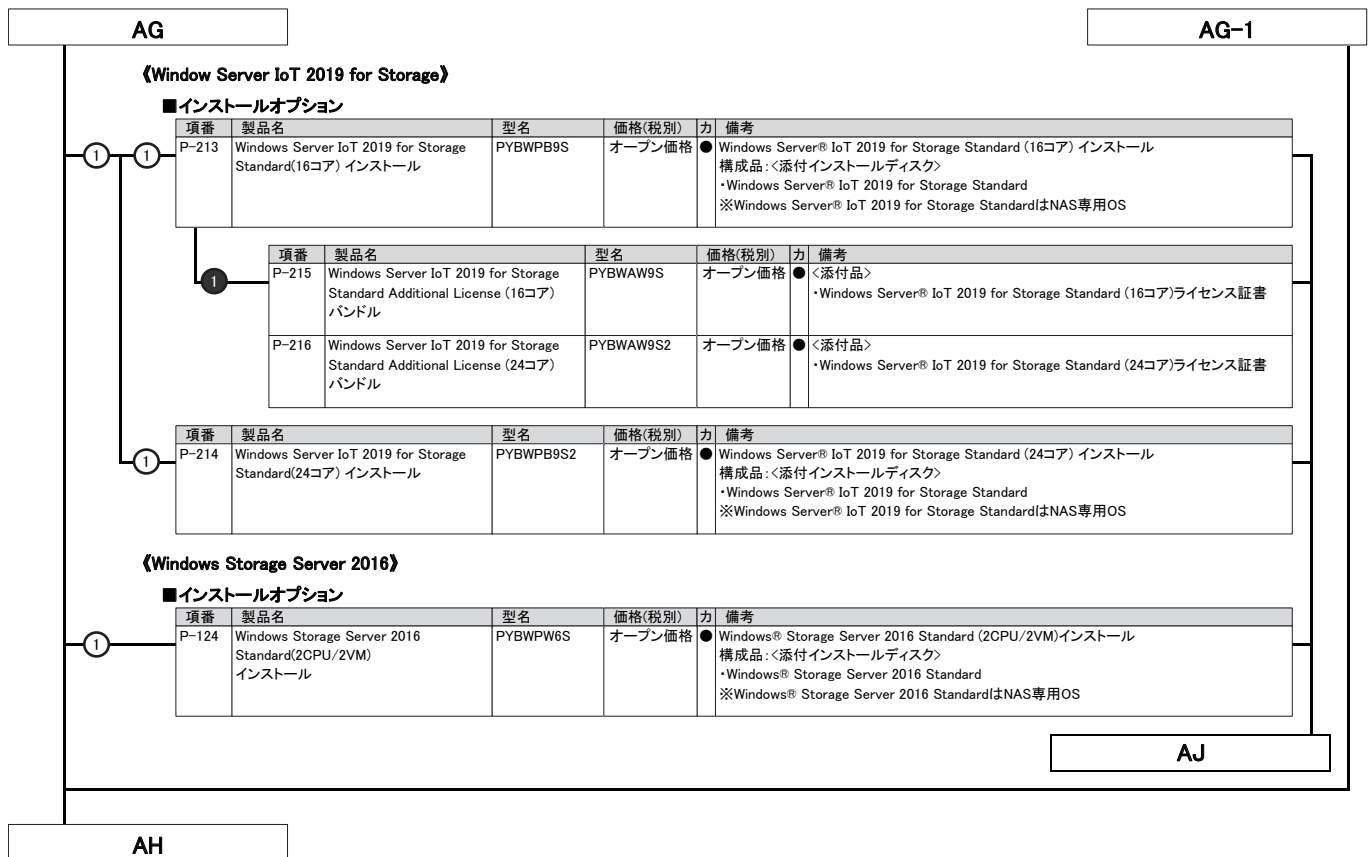 AG
AG-1
《Window Server IoT 2019 for Storage》
■インストールオプション
項番 製品名 型名 価格(税別) カ 備考
1 1 P-213 Windows Server IoT 2019 for Storage PYBWPB9S オープン価格 ● Windows Server® IoT 2019 for Storage Standard (16コア) インストール
Standard(16コア) インストール 構成品:<添付インストールディスク>
・Windows Server® IoT 2019 for Storage Standard
※Windows Server® IoT 2019 for Storage StandardはNAS専用OS
項番 製品名 型名 価格(税別) カ 備考
1 P-215 Windows Server IoT 2019 for Storage PYBWAW9S オープン価格 ● <添付品>
Standard Additional License (16コア) ・Windows Server® IoT 2019 for Storage Standard (16コア)ライセンス証書
バンドル
P-216 Windows Server IoT 2019 for Storage PYBWAW9S2 オープン価格 ● <添付品>
Standard Additional License (24コア) ・Windows Server® IoT 2019 for Storage Standard (24コア)ライセンス証書
バンドル
項番 製品名 型名 価格(税別) カ 備考
1 P-214 Windows Server IoT 2019 for Storage PYBWPB9S2 オープン価格 ● Windows Server® IoT 2019 for Storage Standard (24コア) インストール
Standard(24コア) インストール 構成品:<添付インストールディスク>
・Windows Server® IoT 2019 for Storage Standard
※Windows Server® IoT 2019 for Storage StandardはNAS専用OS
《Windows Storage Server 2016》
■インストールオプション
項番 製品名 型名 価格(税別) カ 備考
1 P-124 Windows Storage Server 2016 PYBWPW6S オープン価格 ● Windows® Storage Server 2016 Standard (2CPU/2VM)インストール
Standard(2CPU/2VM) 構成品:<添付インストールディスク>
インストール ・Windows® Storage Server 2016 Standard
※Windows® Storage Server 2016 StandardはNAS専用OS
AJ
AH